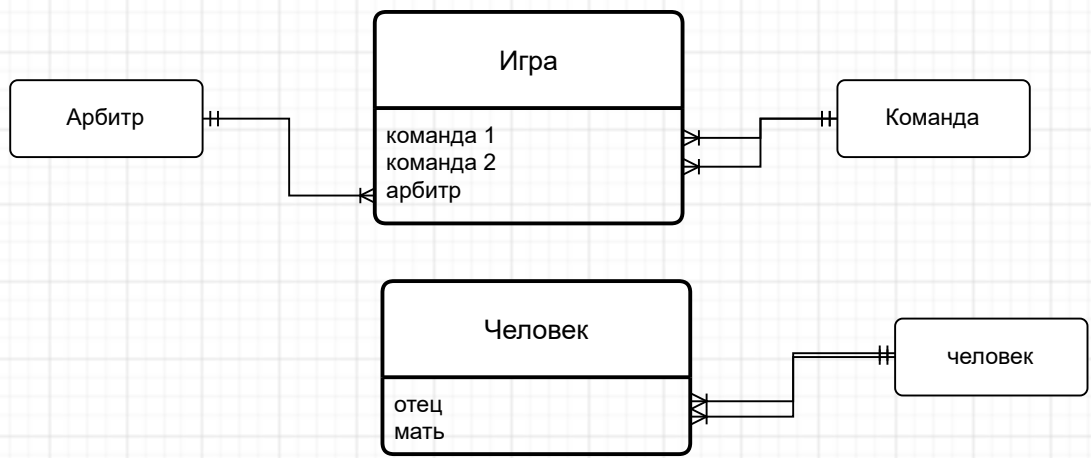 Игра
Арбитр
Команда
команда 1
команда 2
арбитр
Человек
человек
отец
мать